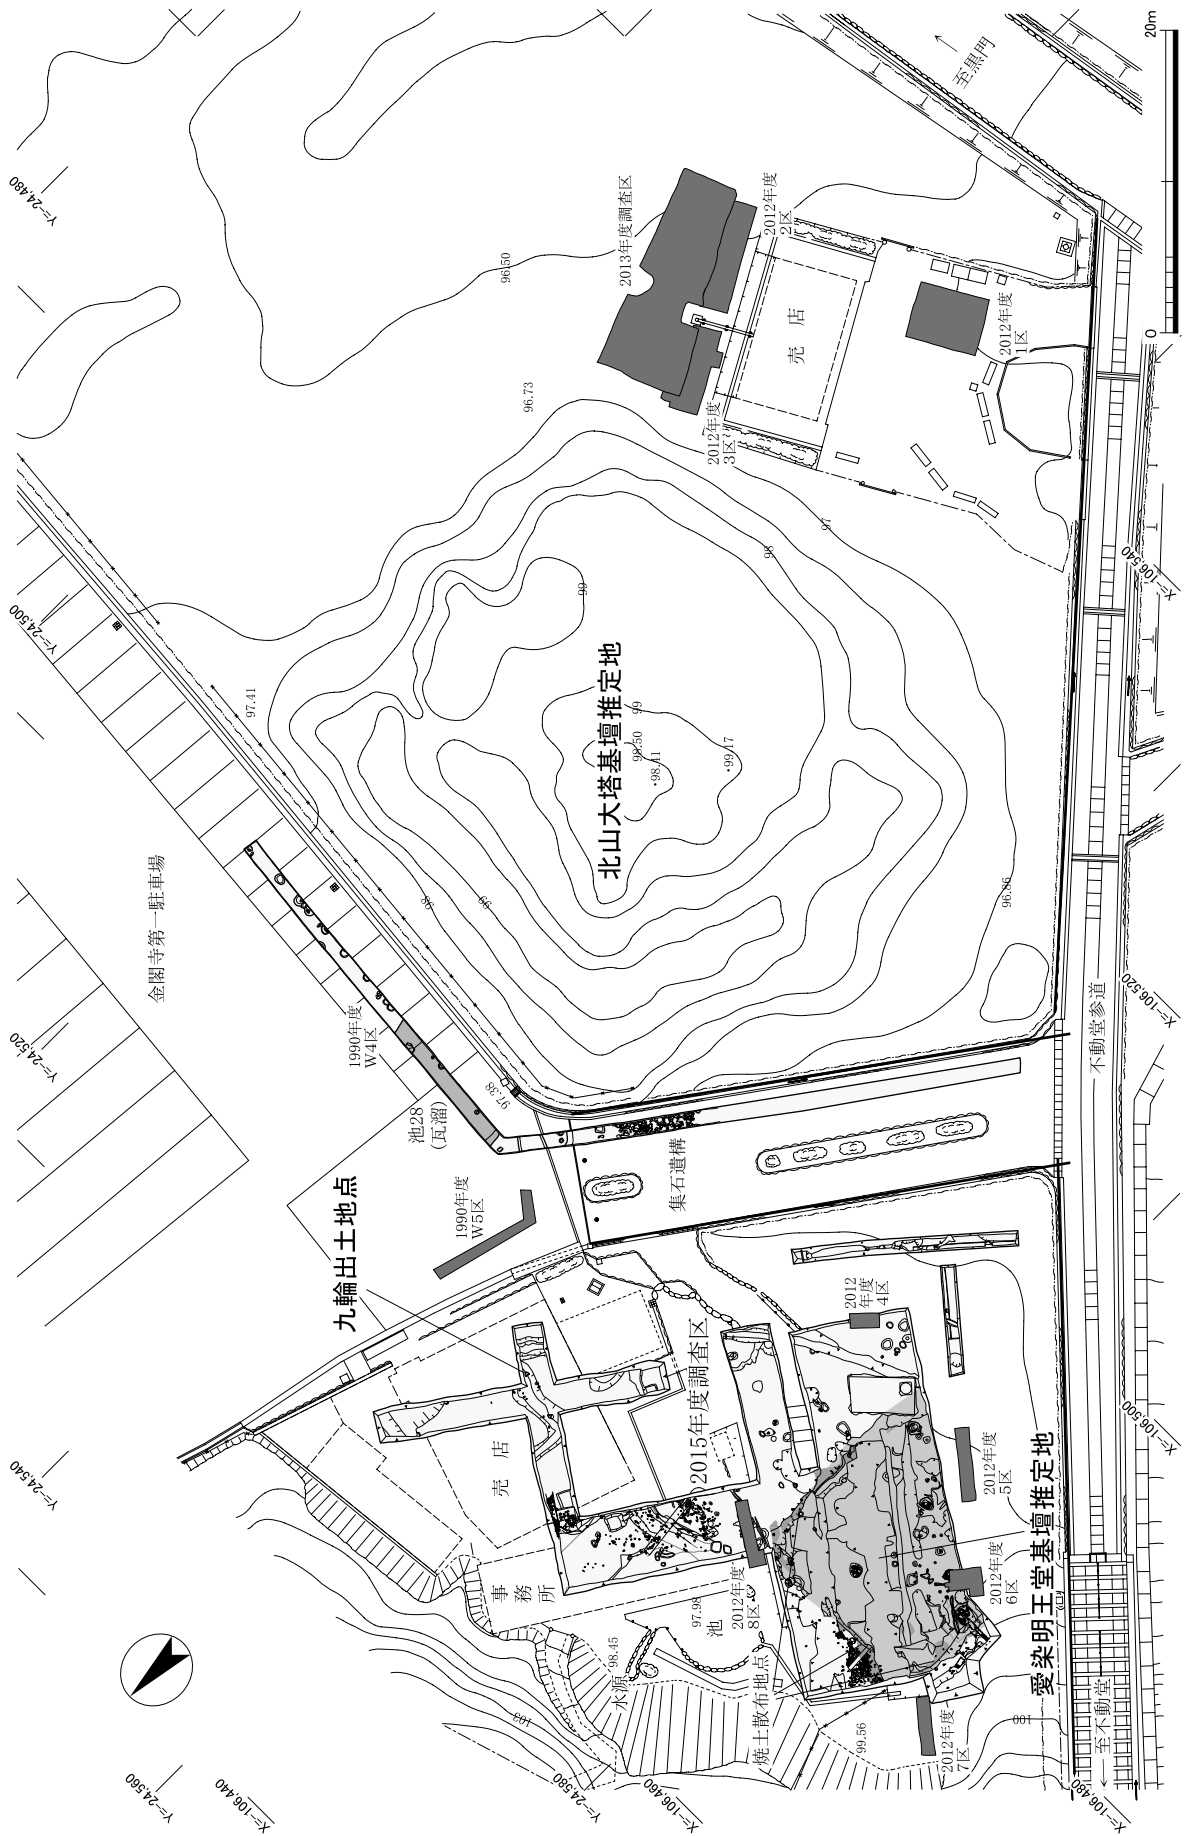 Y=-24,480
至黒門
20m
0
2013年度調査区
2012年度
2区
96.50
売店
2012年度
1区
96.73
2012年度
3区
97
98
99
X=-106,540
Y=-24,500
97.41
北山大塔基壇推定地
99
98.50
・98.41
・99.17
金閣寺第一駐車場
98
99
96.86
1990年度
W4区
97.38
池28
(瓦溜)
不動堂参道
X=-106,520
Y=-24,520
集石遺構
1990年度
W5区
九輪出土地点
2012
年度
4区
2015年度調査区
売店
2012年度
5区
愛染明王堂基壇推定地
X=-106,500
Y=-24,540
事務所
97.98
池
2012年度
8区
2012年度
6区
98.45
水源
焼土散布地点
103
99.56
2012年度
7区
100
至不動堂
Y=-24,560
X=-106,440
Y=-24,580
X=-106,460
X=-106,480